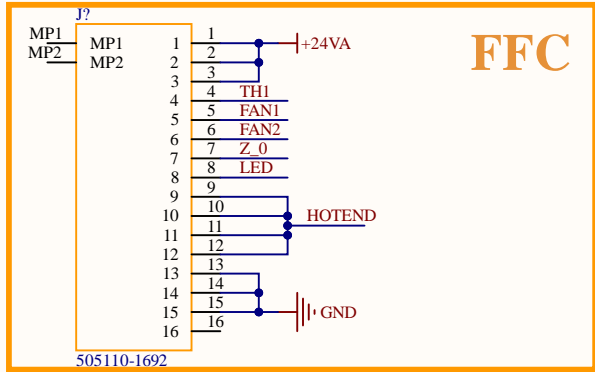 J?
FFC
MP1 MP1 1 1 +24VA
MP2 MP2 2 2
3 3
4 4 TH1
5 5 FAN1
6 6 FAN2
7 7 Z_0
8 8 LED
9 9
10 10 HOTEND
11 11
12 12
13 13
14 14
15 15 GND
16 16
505110-1692